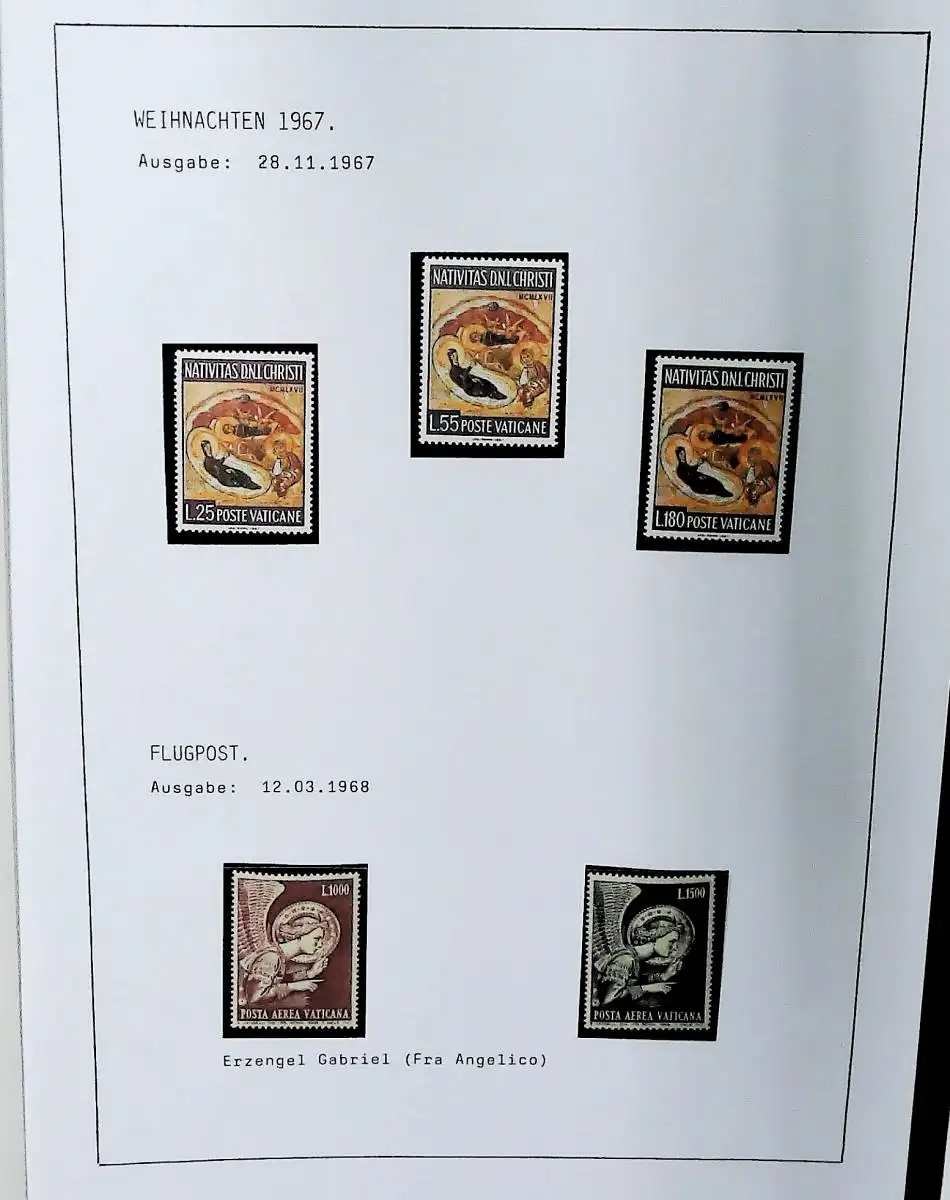 WEIHNACHTEN 1967.
Ausgabe: 28.11.1967
NATIVITAS D.N.I. CHRISTI
MCMLXVII
L.55 POSTE VATICANE
NATIVITAS D.N.I. CHRISTI
MCMLXVII
L.25 POSTE VATICANE
NATIVITAS D.N.I. CHRISTI
MCMLXVII
L.180 POSTE VATICANE
FLUGPOST.
Ausgabe: 12.03.1968
L.1000
POSTA AEREA VATICANA
L.1500
POSTA AEREA VATICANA
Erzengel Gabriel (Fra Angelico)